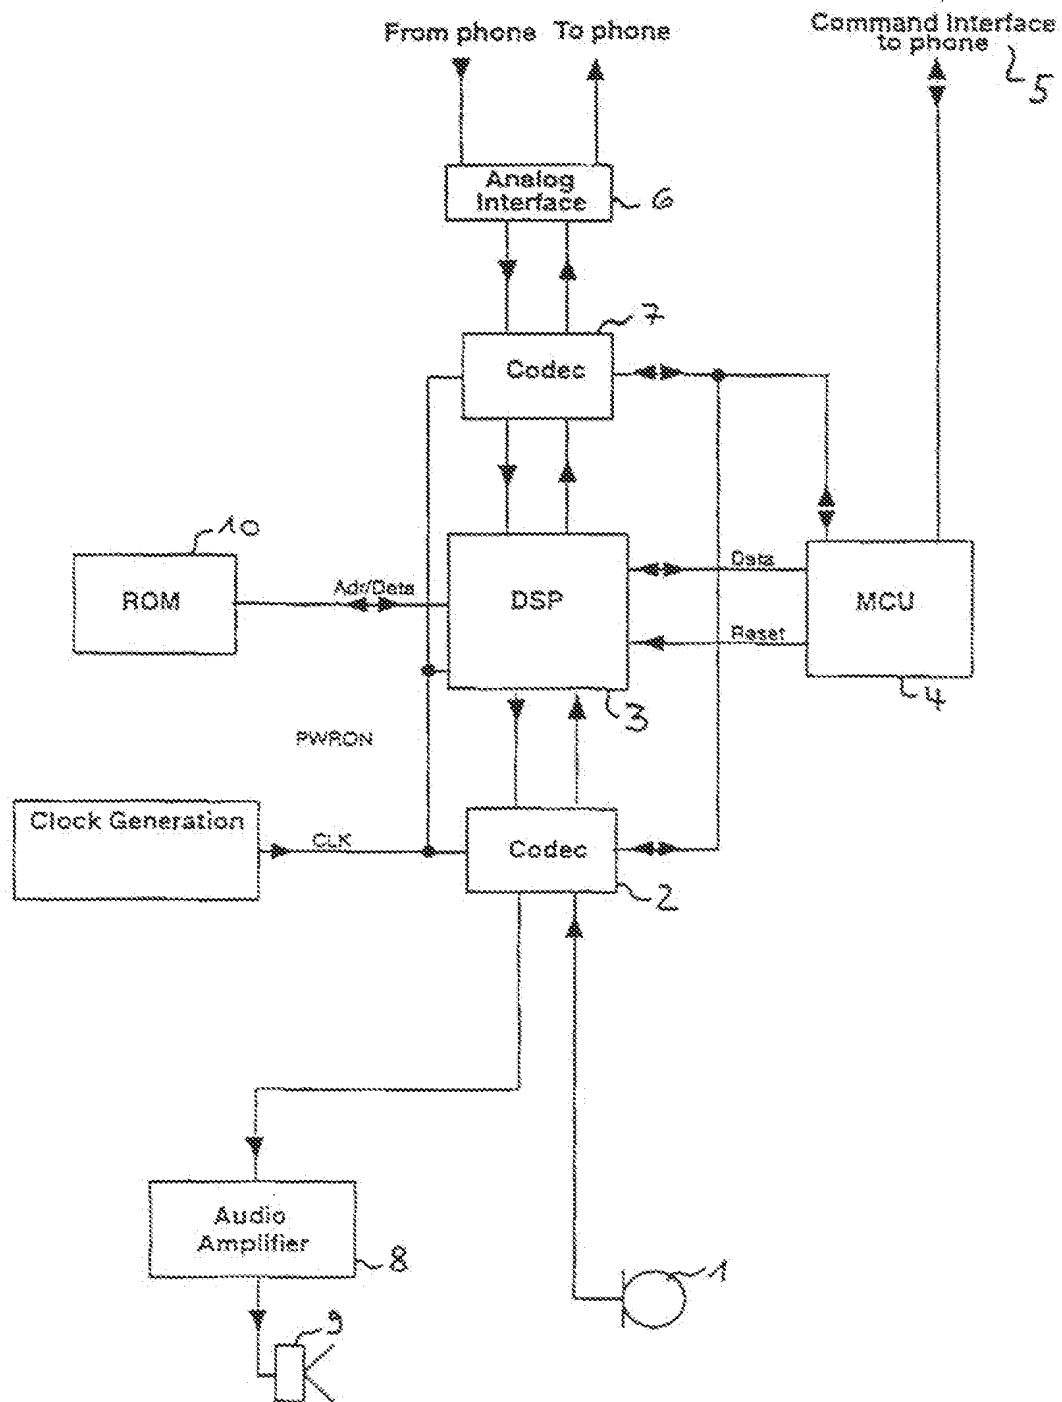 From phone To phone
Command Interface
to phone
5
Analog
Interface
6
7
Codec
10
ROM
Adr/Data
DSP
Data
Reset
MCU
3
4
PWRON
Clock Generation
CLK
Codec
2
Audio
Amplifier
8
1
9